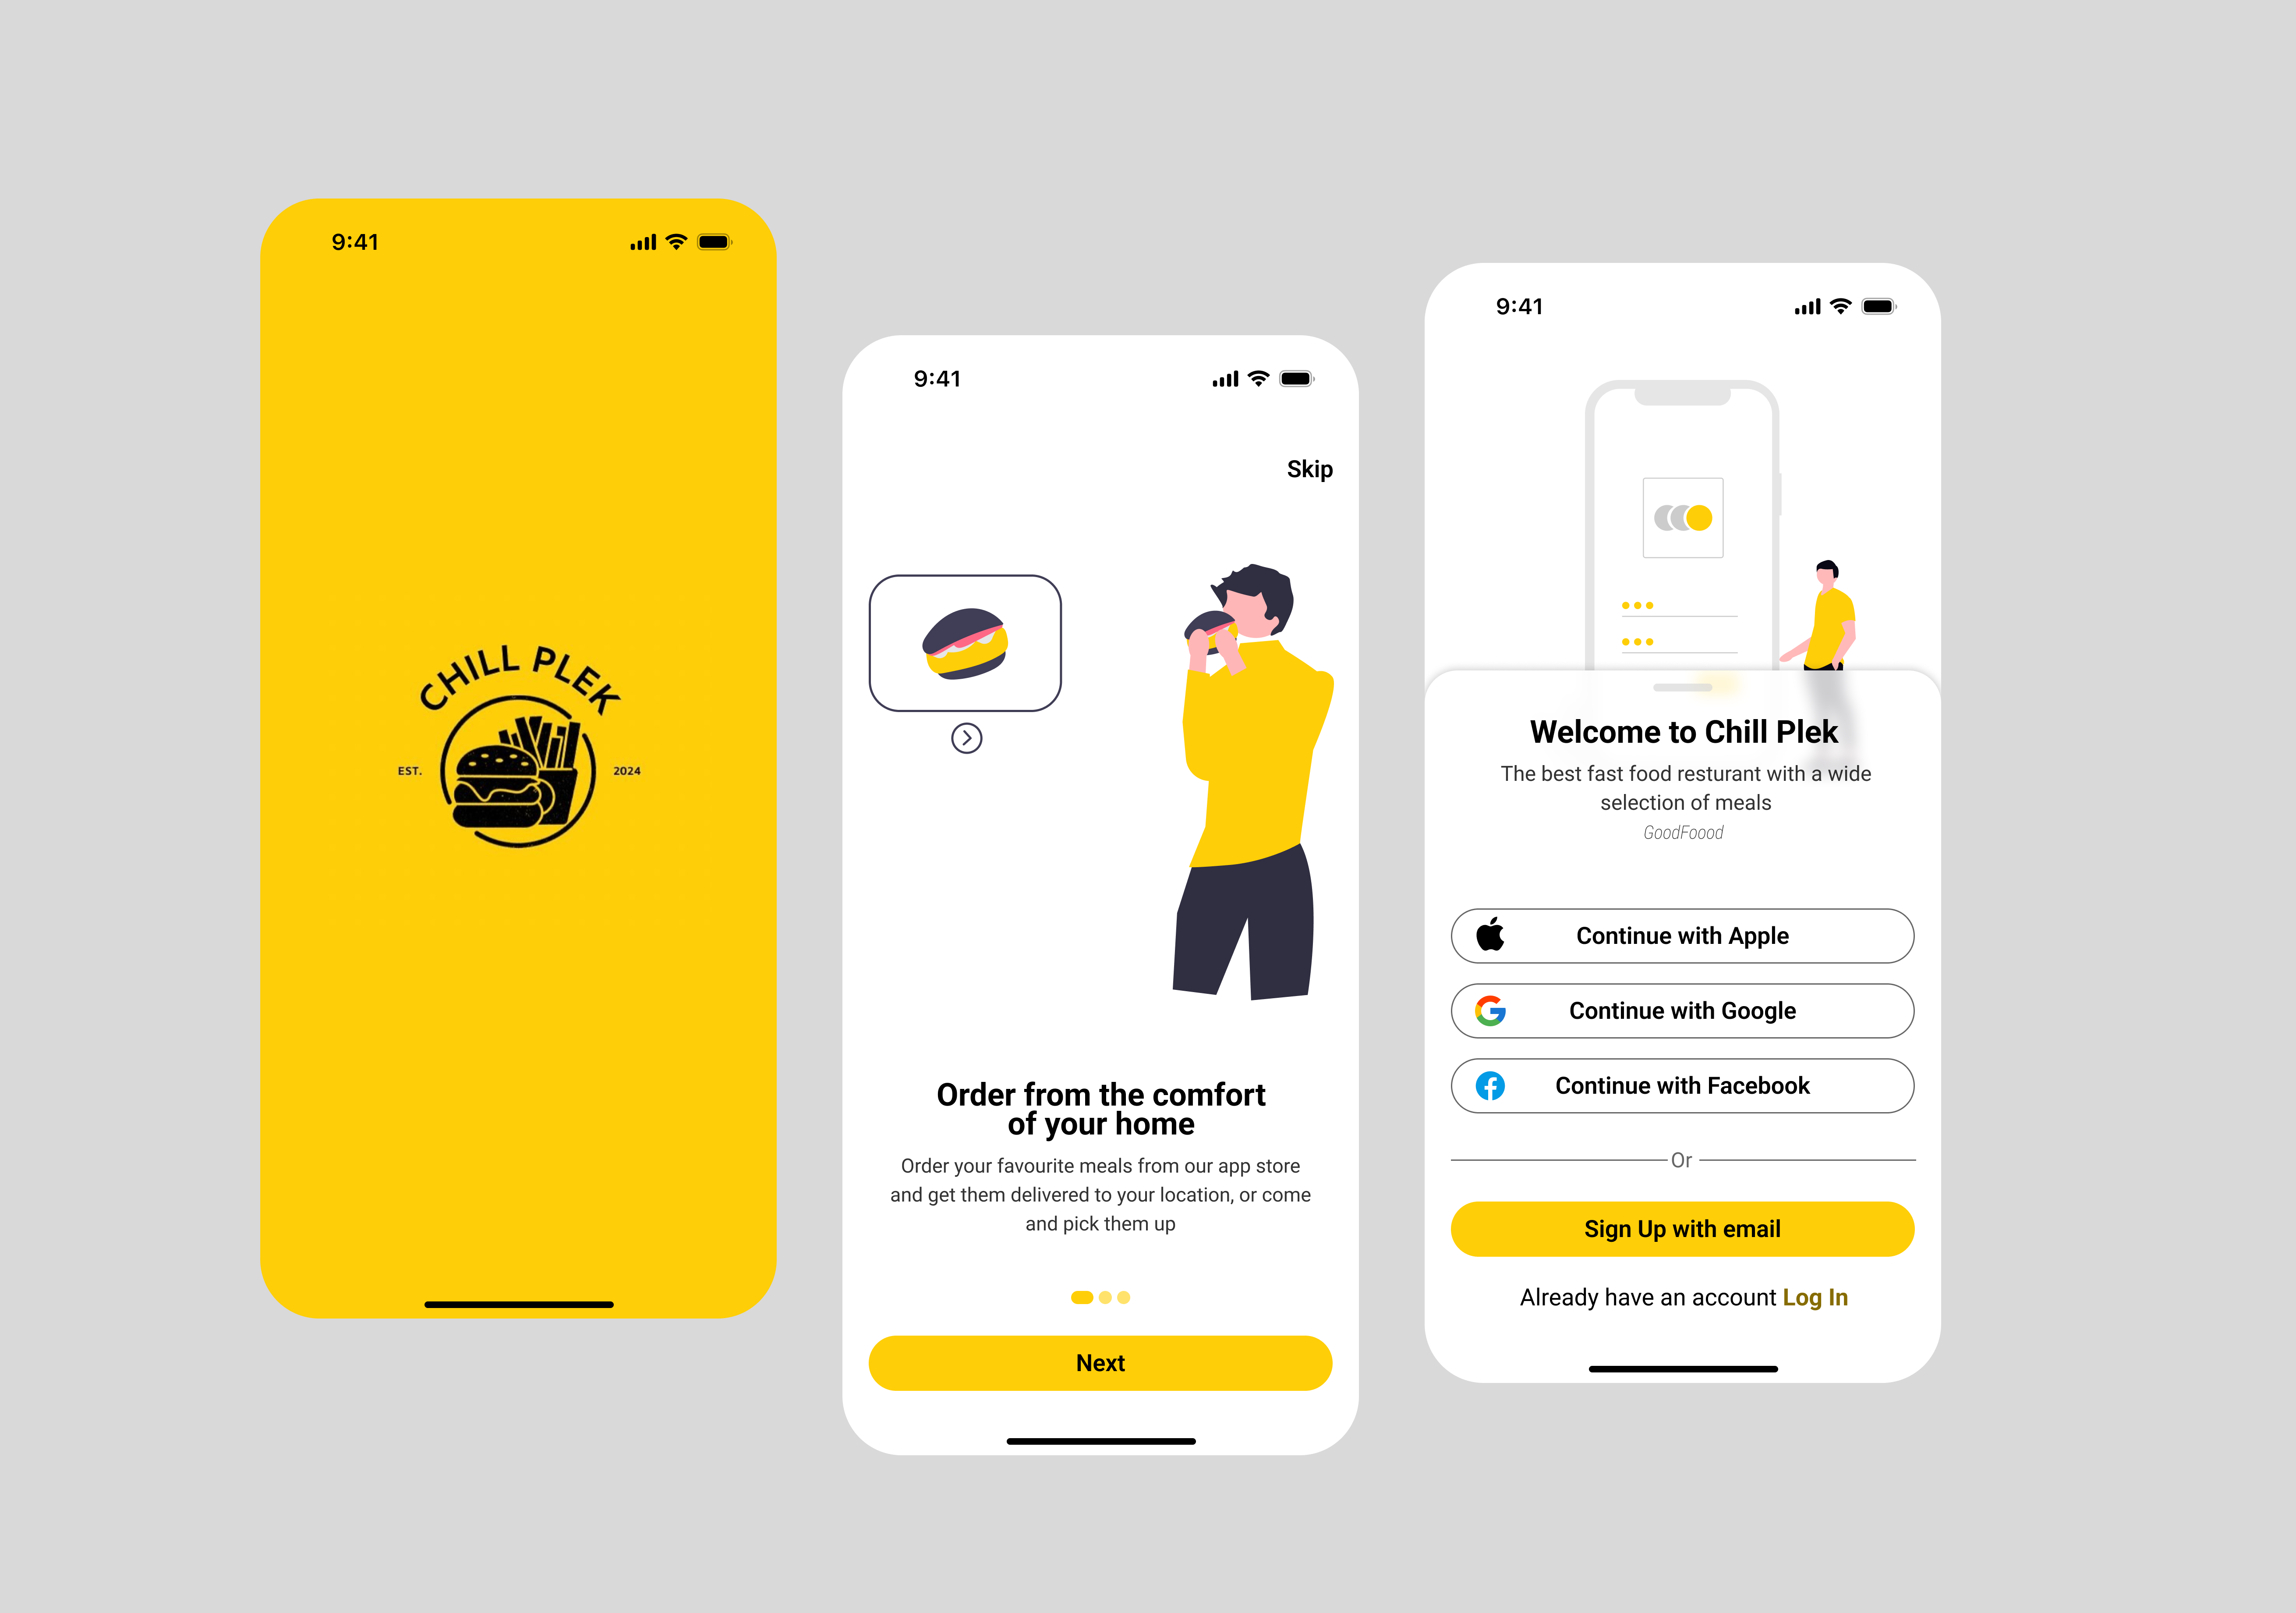 9:41
CHILL PLEK
EST.
2024
9:41
Skip
Order from the comfort
of your home
Order your favourite meals from our app store
and get them delivered to your location, or come
and pick them up
Next
9:41
Welcome to Chill Plek
The best fast food resturant with a wide
selection of meals
GoodFoood
Continue with Apple
Continue with Google
Continue with Facebook
Or
Sign Up with email
Already have an account Log In